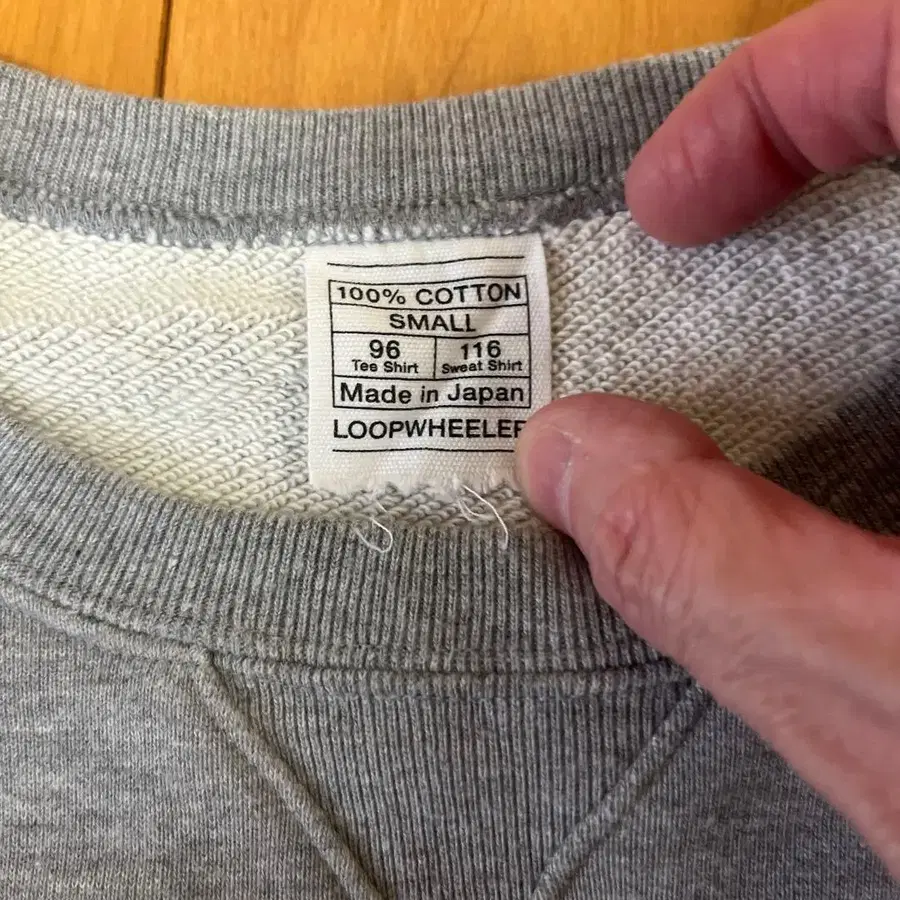 100% COTTON
SMALL
96 116
Tee Shirt Sweat Shirt
Made in Japan
LOOPWHEELER